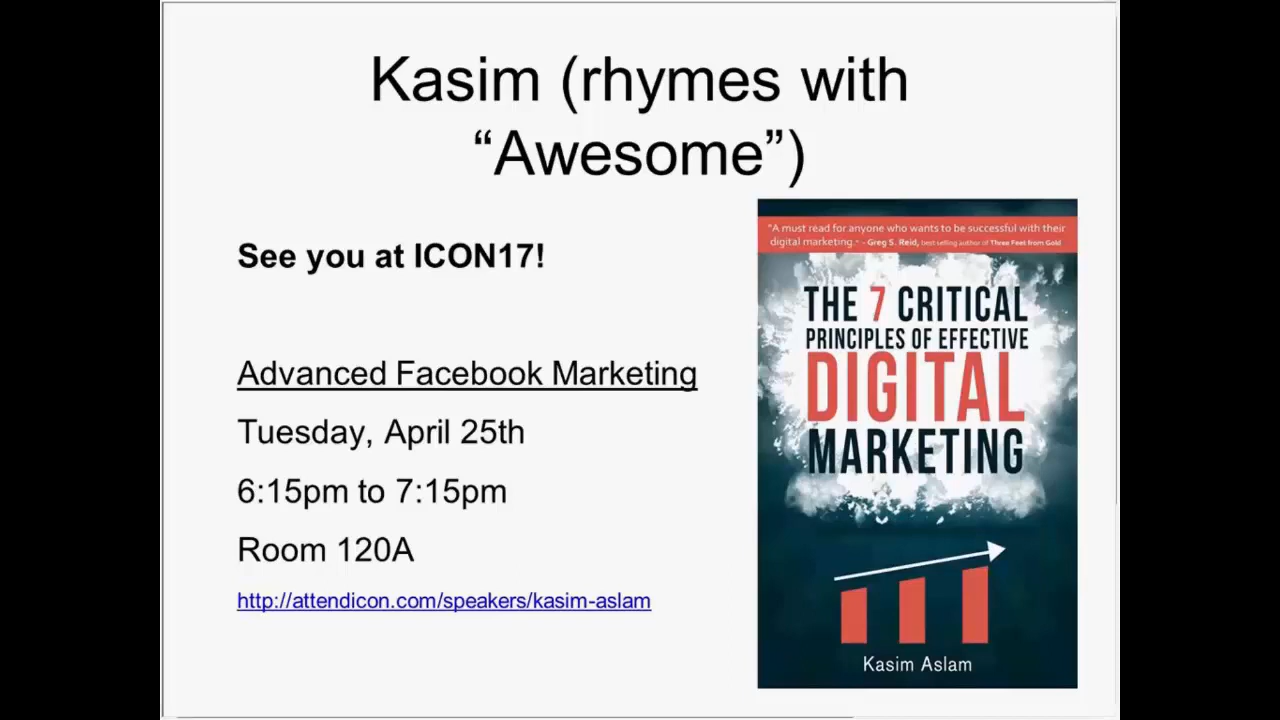 Kasim (rhymes with
“Awesome”)
See you at ICON17!
Advanced Facebook Marketing
Tuesday, April 25th
6:15pm to 7:15pm
Room 120A
http://attendicon.com/speakers/kasim-aslam
"A must read for anyone who wants to be successful with their
digital marketing." - Greg S. Reid, best selling author of Three Feet from Gold
THE 7 CRITICAL
PRINCIPLES OF EFFECTIVE
DIGITAL
MARKETING
Kasim Aslam